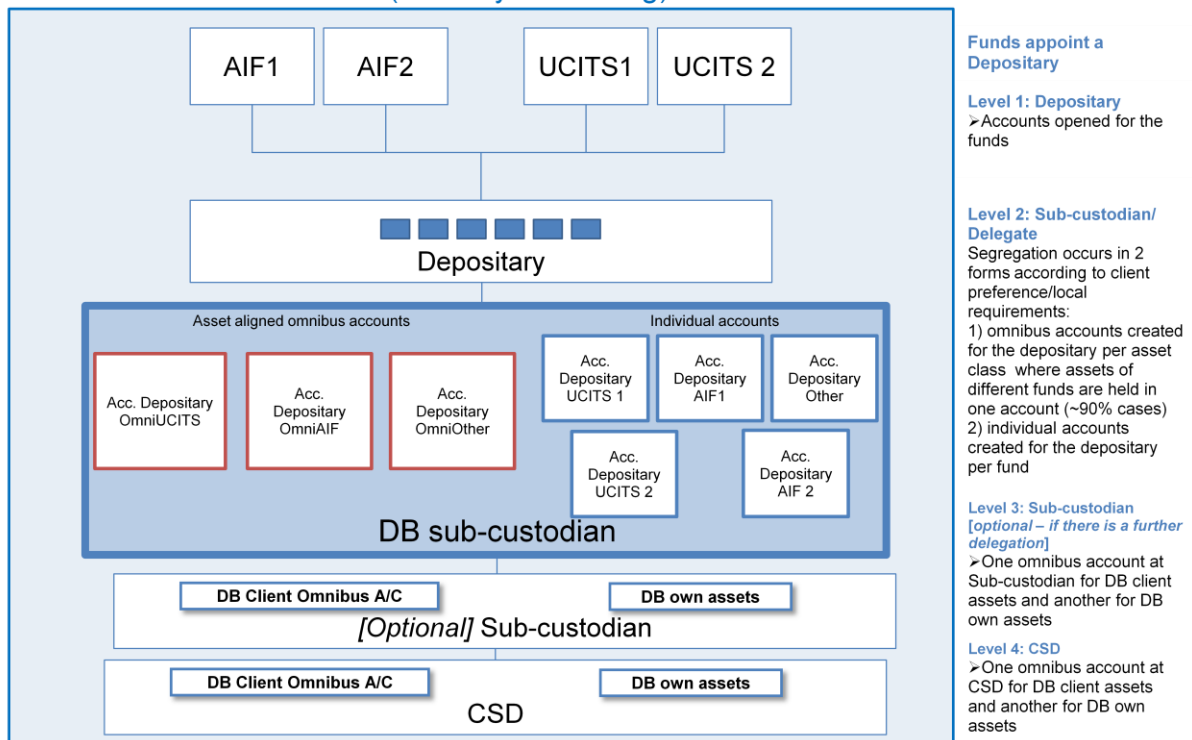 AIF1
AIF2
UCITS1
UCITS 2
Depositary
Asset aligned omnibus accounts
Individual accounts
Acc. Depositary
OmniUCITS
Acc.
Depositary
OmniAIF
Acc.
Depositary
OmniOther
Acc.
Depositary
UCITS 1
Acc.
Depositary
AIF1
Acc.
Depositary
Other
Acc.
Depositary
UCITS 2
Acc.
Depositary
AIF 2
DB sub-custodian
DB Client Omnibus A/C
DB own assets
[Optional] Sub-custodian
DB Client Omnibus A/C
DB own assets
CSD
Funds appoint a
Depositary
Level 1: Depositary
➢Accounts opened for the
funds
Level 2: Sub-custodian/
Delegate
Segregation occurs in 2
forms according to client
preference/local
requirements:
1) omnibus accounts created
for the depositary per asset
class where assets of
different funds are held in
one account (~90% cases)
2) individual accounts
created for the depositary
per fund
Level 3: Sub-custodian
[optional – if there is a further
delegation]
➢One omnibus account at
Sub-custodian for DB client
assets and another for DB
own assets
Level 4: CSD
➢One omnibus account at
CSD for DB client assets
and another for DB own
assets